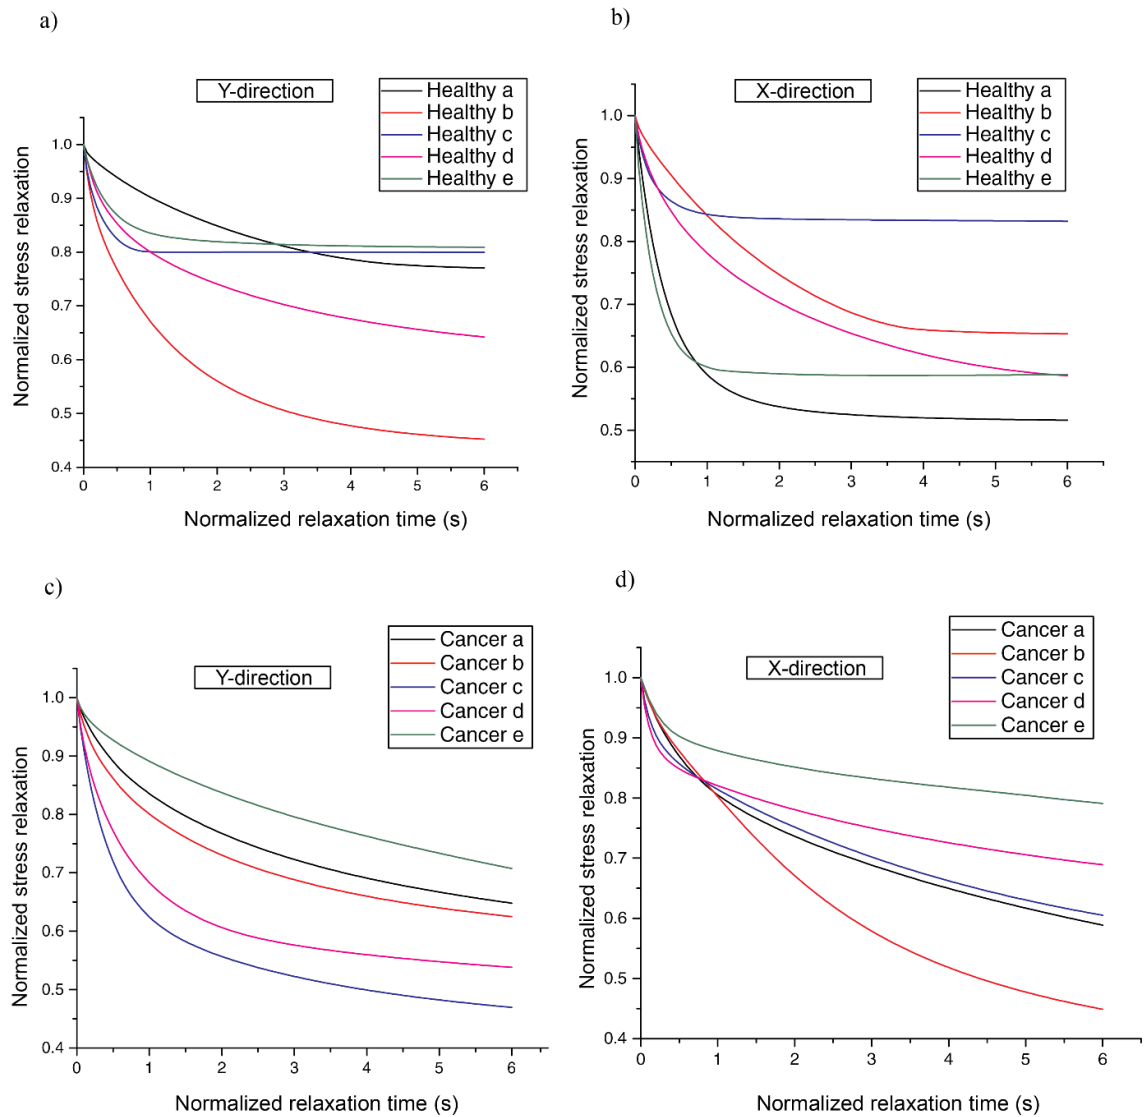 a)
Y-direction
Healthy a
Healthy b
Healthy c
Healthy d
Healthy e
Normalized stress relaxation
1.0
0.9
0.8
0.7
0.6
0.5
0.4
0 1 2 3 4 5 6
Normalized relaxation time (s)
b)
X-direction
Healthy a
Healthy b
Healthy c
Healthy d
Healthy e
Normalized stress relaxation
1.0
0.9
0.8
0.7
0.6
0.5
0 1 2 3 4 5 6
Normalized relaxation time (s)
c)
Y-direction
Cancer a
Cancer b
Cancer c
Cancer d
Cancer e
Normalized stress relaxation
1.0
0.9
0.8
0.7
0.6
0.5
0.4
0 1 2 3 4 5 6
Normalized relaxation time (s)
d)
X-direction
Cancer a
Cancer b
Cancer c
Cancer d
Cancer e
Normalized stress relaxation
1.0
0.9
0.8
0.7
0.6
0.5
0.4
0 1 2 3 4 5 6
Normalized relaxation time (s)